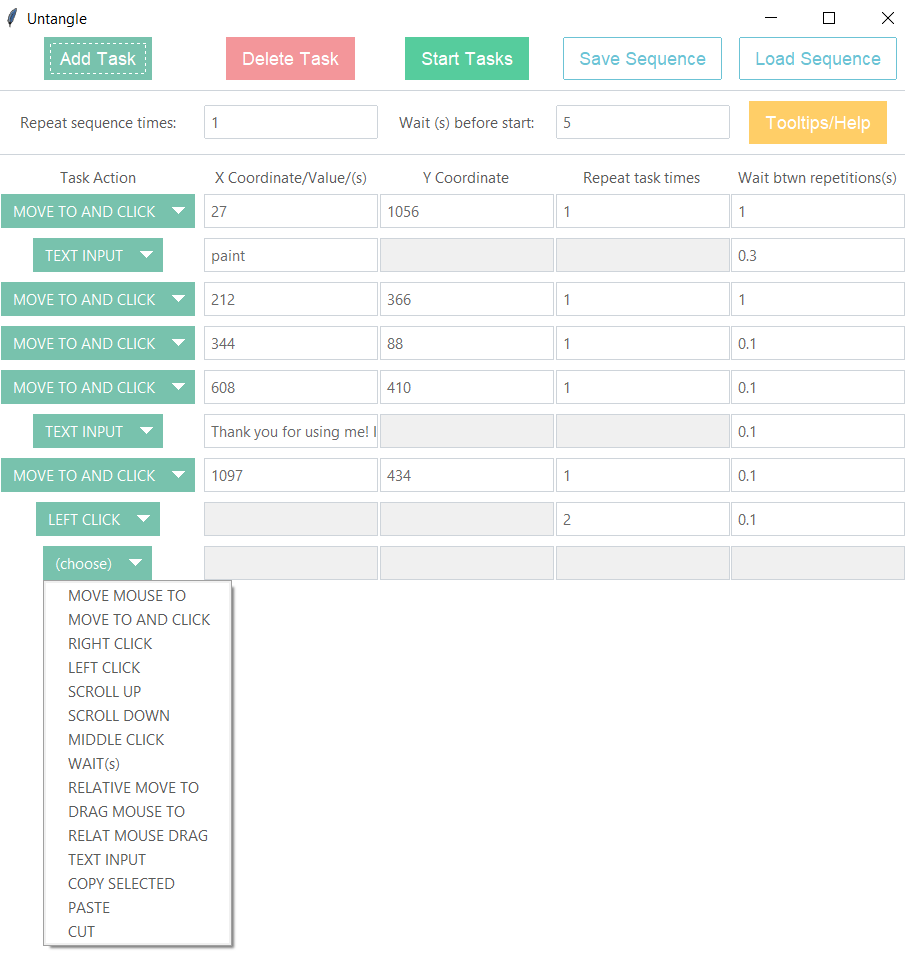 Untangle
Add Task Delete Task Start Tasks Save Sequence Load Sequence
Repeat sequence times: 1 Wait (s) before start: 5 Tooltips/Help
Task Action X Coordinate/Value/(s) Y Coordinate Repeat task times Wait btwn repetitions(s)
MOVE TO AND CLICK 27 1056 1 1
TEXT INPUT paint 0.3
MOVE TO AND CLICK 212 366 1 1
MOVE TO AND CLICK 344 88 1 0.1
MOVE TO AND CLICK 608 410 1 0.1
TEXT INPUT Thank you for using me! I 0.1
MOVE TO AND CLICK 1097 434 1 0.1
LEFT CLICK 2 0.1
(choose)
MOVE MOUSE TO
MOVE TO AND CLICK
RIGHT CLICK
LEFT CLICK
SCROLL UP
SCROLL DOWN
MIDDLE CLICK
WAIT(s)
RELATIVE MOVE TO
DRAG MOUSE TO
RELAT MOUSE DRAG
TEXT INPUT
COPY SELECTED
PASTE
CUT